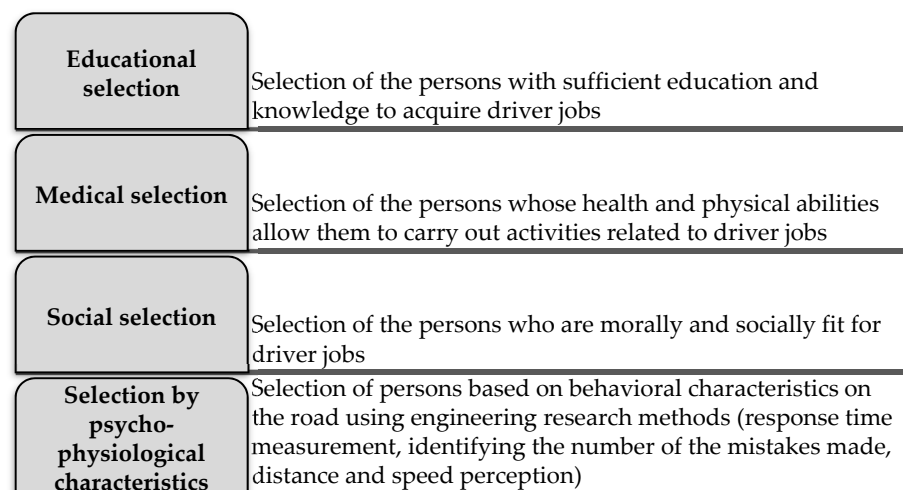 Educational
selection
Selection of the persons with sufficient education and
knowledge to acquire driver jobs
Medical selection
Selection of the persons whose health and physical abilities
allow them to carry out activities related to driver jobs
Social selection
Selection of the persons who are morally and socially fit for
driver jobs
Selection by
psycho-
physiological
characteristics
Selection of persons based on behavioral characteristics on
the road using engineering research methods (response time
measurement, identifying the number of the mistakes made,
distance and speed perception)